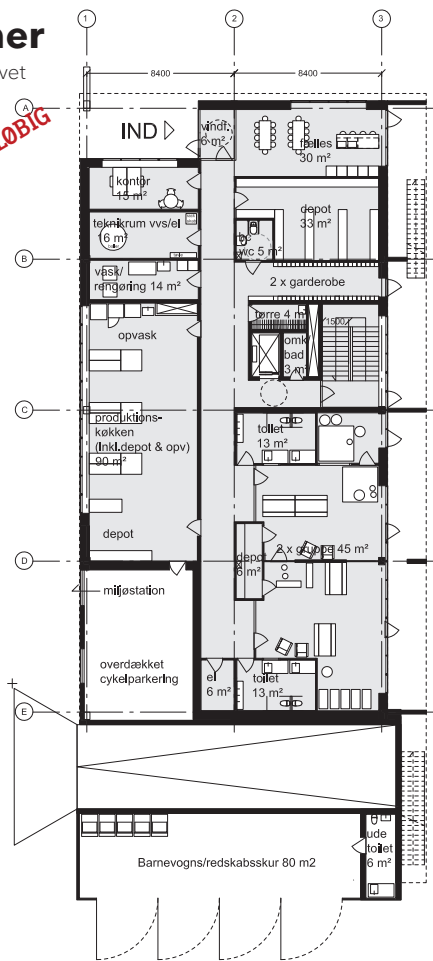 ner
vet
ØBIG
1
2
3
8400
8400
A
IND
vindf.
6 m²
fælles
30 m²
kontor
15 m²
depot
33 m²
teknikrum vvs/el
16 m²
hc
wc 5 m²
B
vask/
rengøring 14 m²
2 x garderobe
tørre 4 m²
opvask
omk/
bad
3 m²
1500
C
produktions-
køkken
(Inkl.depot & opv)
90 m²
toilet
13 m²
depot
2 x gruppe 45 m²
depot
6 m²
D
miljøstation
overdækket
cykelparkering
el
6 m²
toilet
13 m²
E
ude
toilet
6 m²
Barnevogns/redskabsskur 80 m2